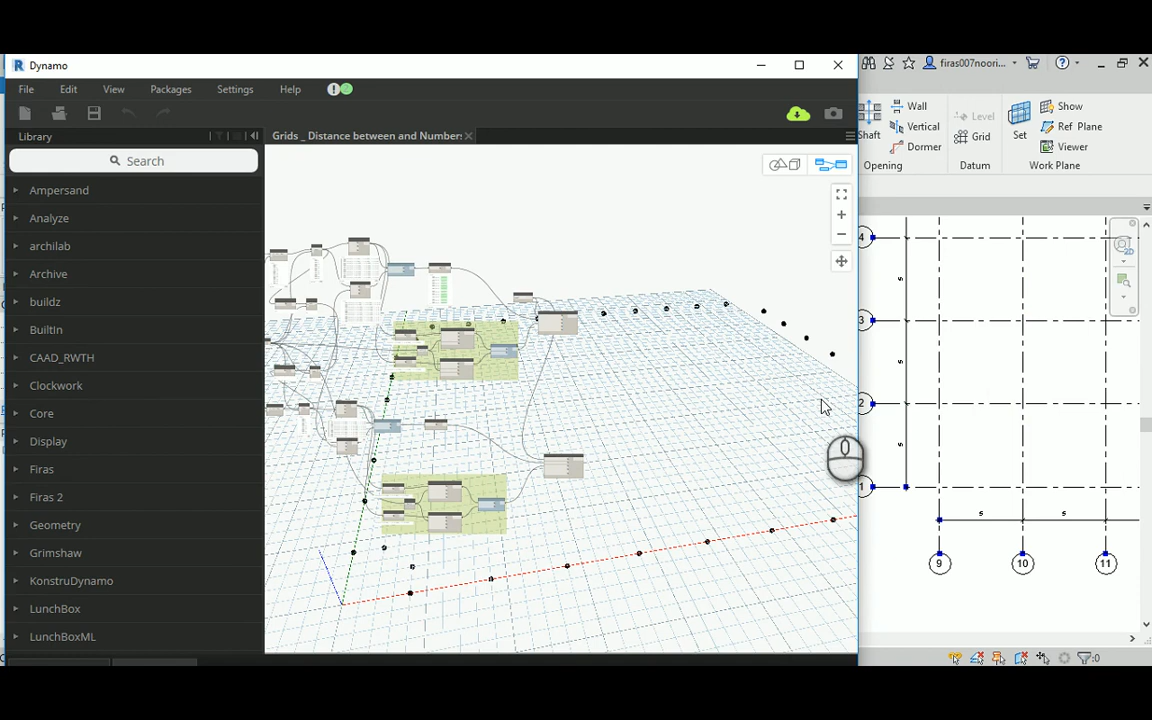 Dynamo
firas007noori...
File Edit View Packages Settings Help
Library
Grids _ Distance between and Number:
Search
Ampersand
Analyze
archilab
Archive
buildz
BuiltIn
CAAD_RWTH
Clockwork
Core
Display
Firas
Firas 2
Geometry
Grimshaw
KonstruDynamo
LunchBox
LunchBoxML
Shaft
Wall
Vertical
Dormer
Opening
Level
Grid
Datum
Set
Show
Ref Plane
Viewer
Work Plane
2D
4
3
2
1
9
10
11
:0